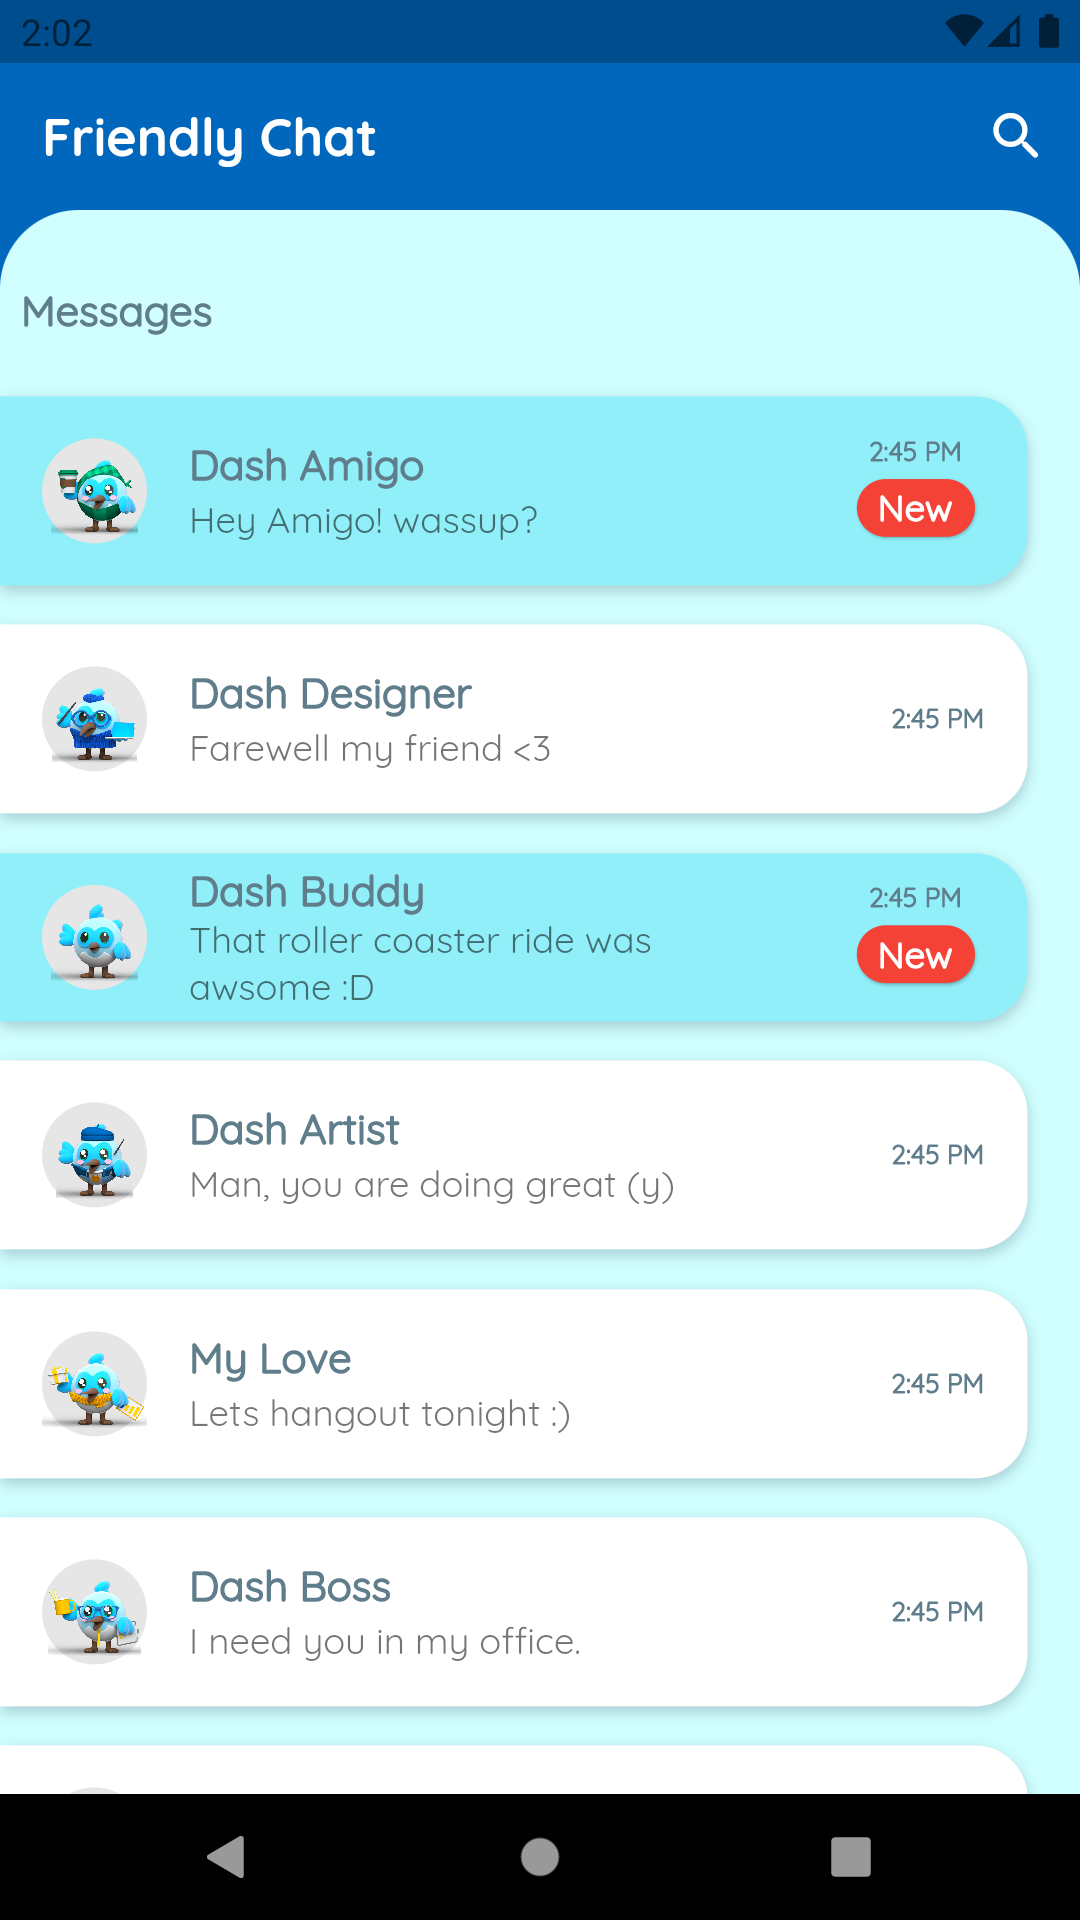 2:02
Friendly Chat
Messages
Dash Amigo
Hey Amigo! wassup?
2:45 PM
New
Dash Designer
Farewell my friend <3
2:45 PM
Dash Buddy
That roller coaster ride was
awsome :D
2:45 PM
New
Dash Artist
Man, you are doing great (y)
2:45 PM
My Love
Lets hangout tonight :)
2:45 PM
Dash Boss
I need you in my office.
2:45 PM